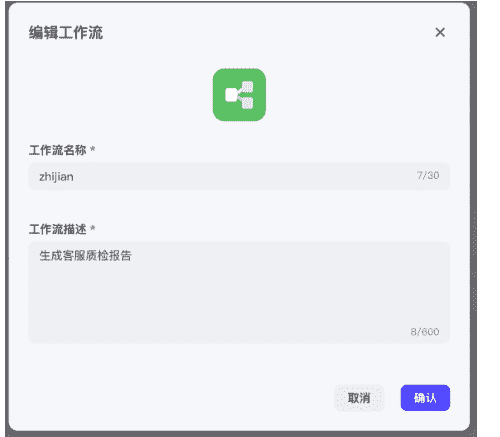 编辑工作流
工作流名称 *
zhijian
7/30
工作流描述 *
生成客服质检报告
8/600
取消
确认